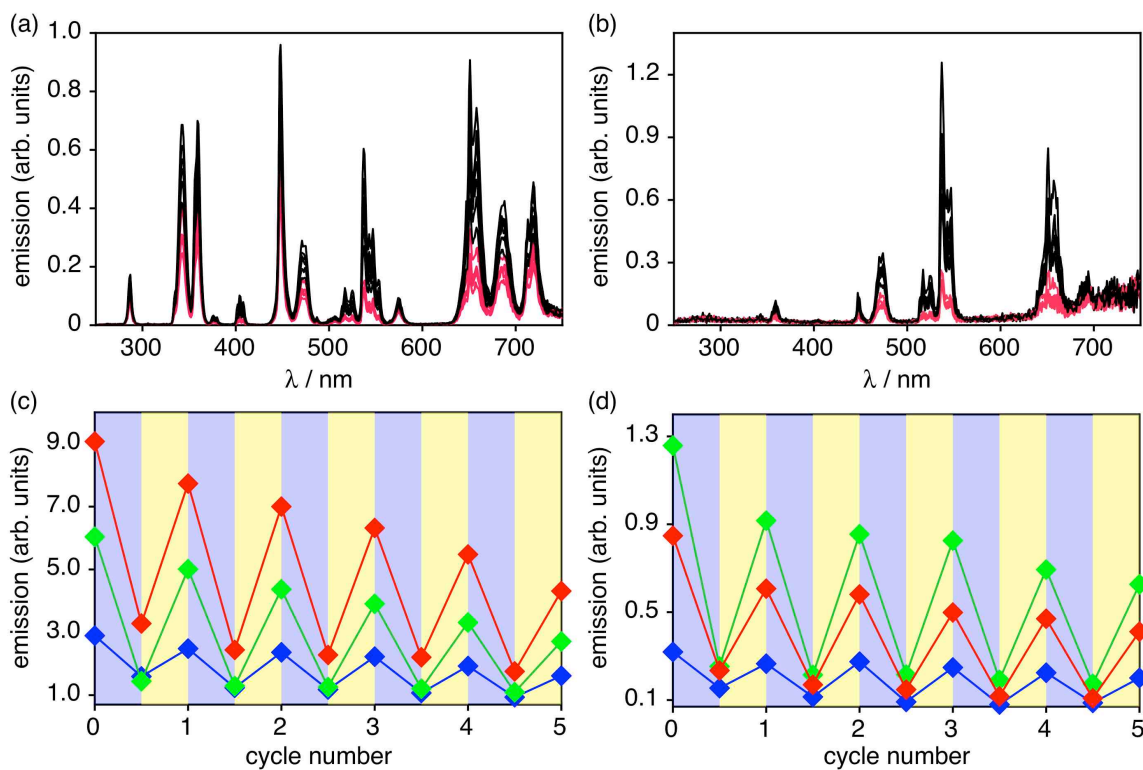 (a)
emission (arb. units)
1.0
0.8
0.6
0.4
0.2
0
300 400 500 600 700
λ / nm
(b)
emission (arb. units)
1.2
0.9
0.6
0.3
0
300 400 500 600 700
λ / nm
(c)
emission (arb. units)
9.0
7.0
5.0
3.0
1.0
0 1 2 3 4 5
cycle number
(d)
emission (arb. units)
1.3
0.9
0.5
0.1
0 1 2 3 4 5
cycle number